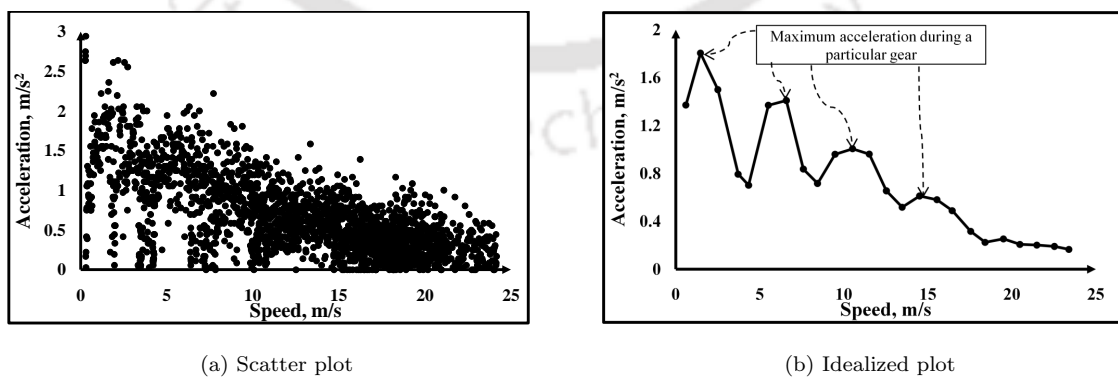 3
2.5
2
1.5
1
0.5
0
Acceleration, m/s²
0 5 10 15 20 25
Speed, m/s
(a) Scatter plot
2
1.6
1.2
0.8
0.4
0
Acceleration, m/s²
Maximum acceleration during a
particular gear
0 5 10 15 20 25
Speed, m/s
(b) Idealized plot